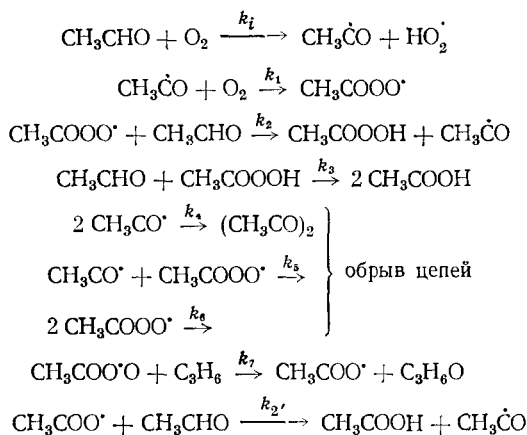 CH₃CHO + O₂ —kᵢ→ CH₃ĊO + HO₂˙
CH₃ĊO + O₂ —k₁→ CH₃COOO˙
CH₃COOO˙ + CH₃CHO —k₂→ CH₃COOOH + CH₃ĊO
CH₃CHO + CH₃COOOH —k₃→ 2 CH₃COOH
2 CH₃CO˙ —k₄→ (CH₃CO)₂
CH₃CO˙ + CH₃COOO˙ —k₅→
обрыв цепей
2 CH₃COOO˙ —k₆→
CH₃COO˙O + C₃H₆ —k₇→ CH₃COO˙ + C₃H₆O
CH₃COO˙ + CH₃CHO —k₂′→ CH₃COOH + CH₃ĊO